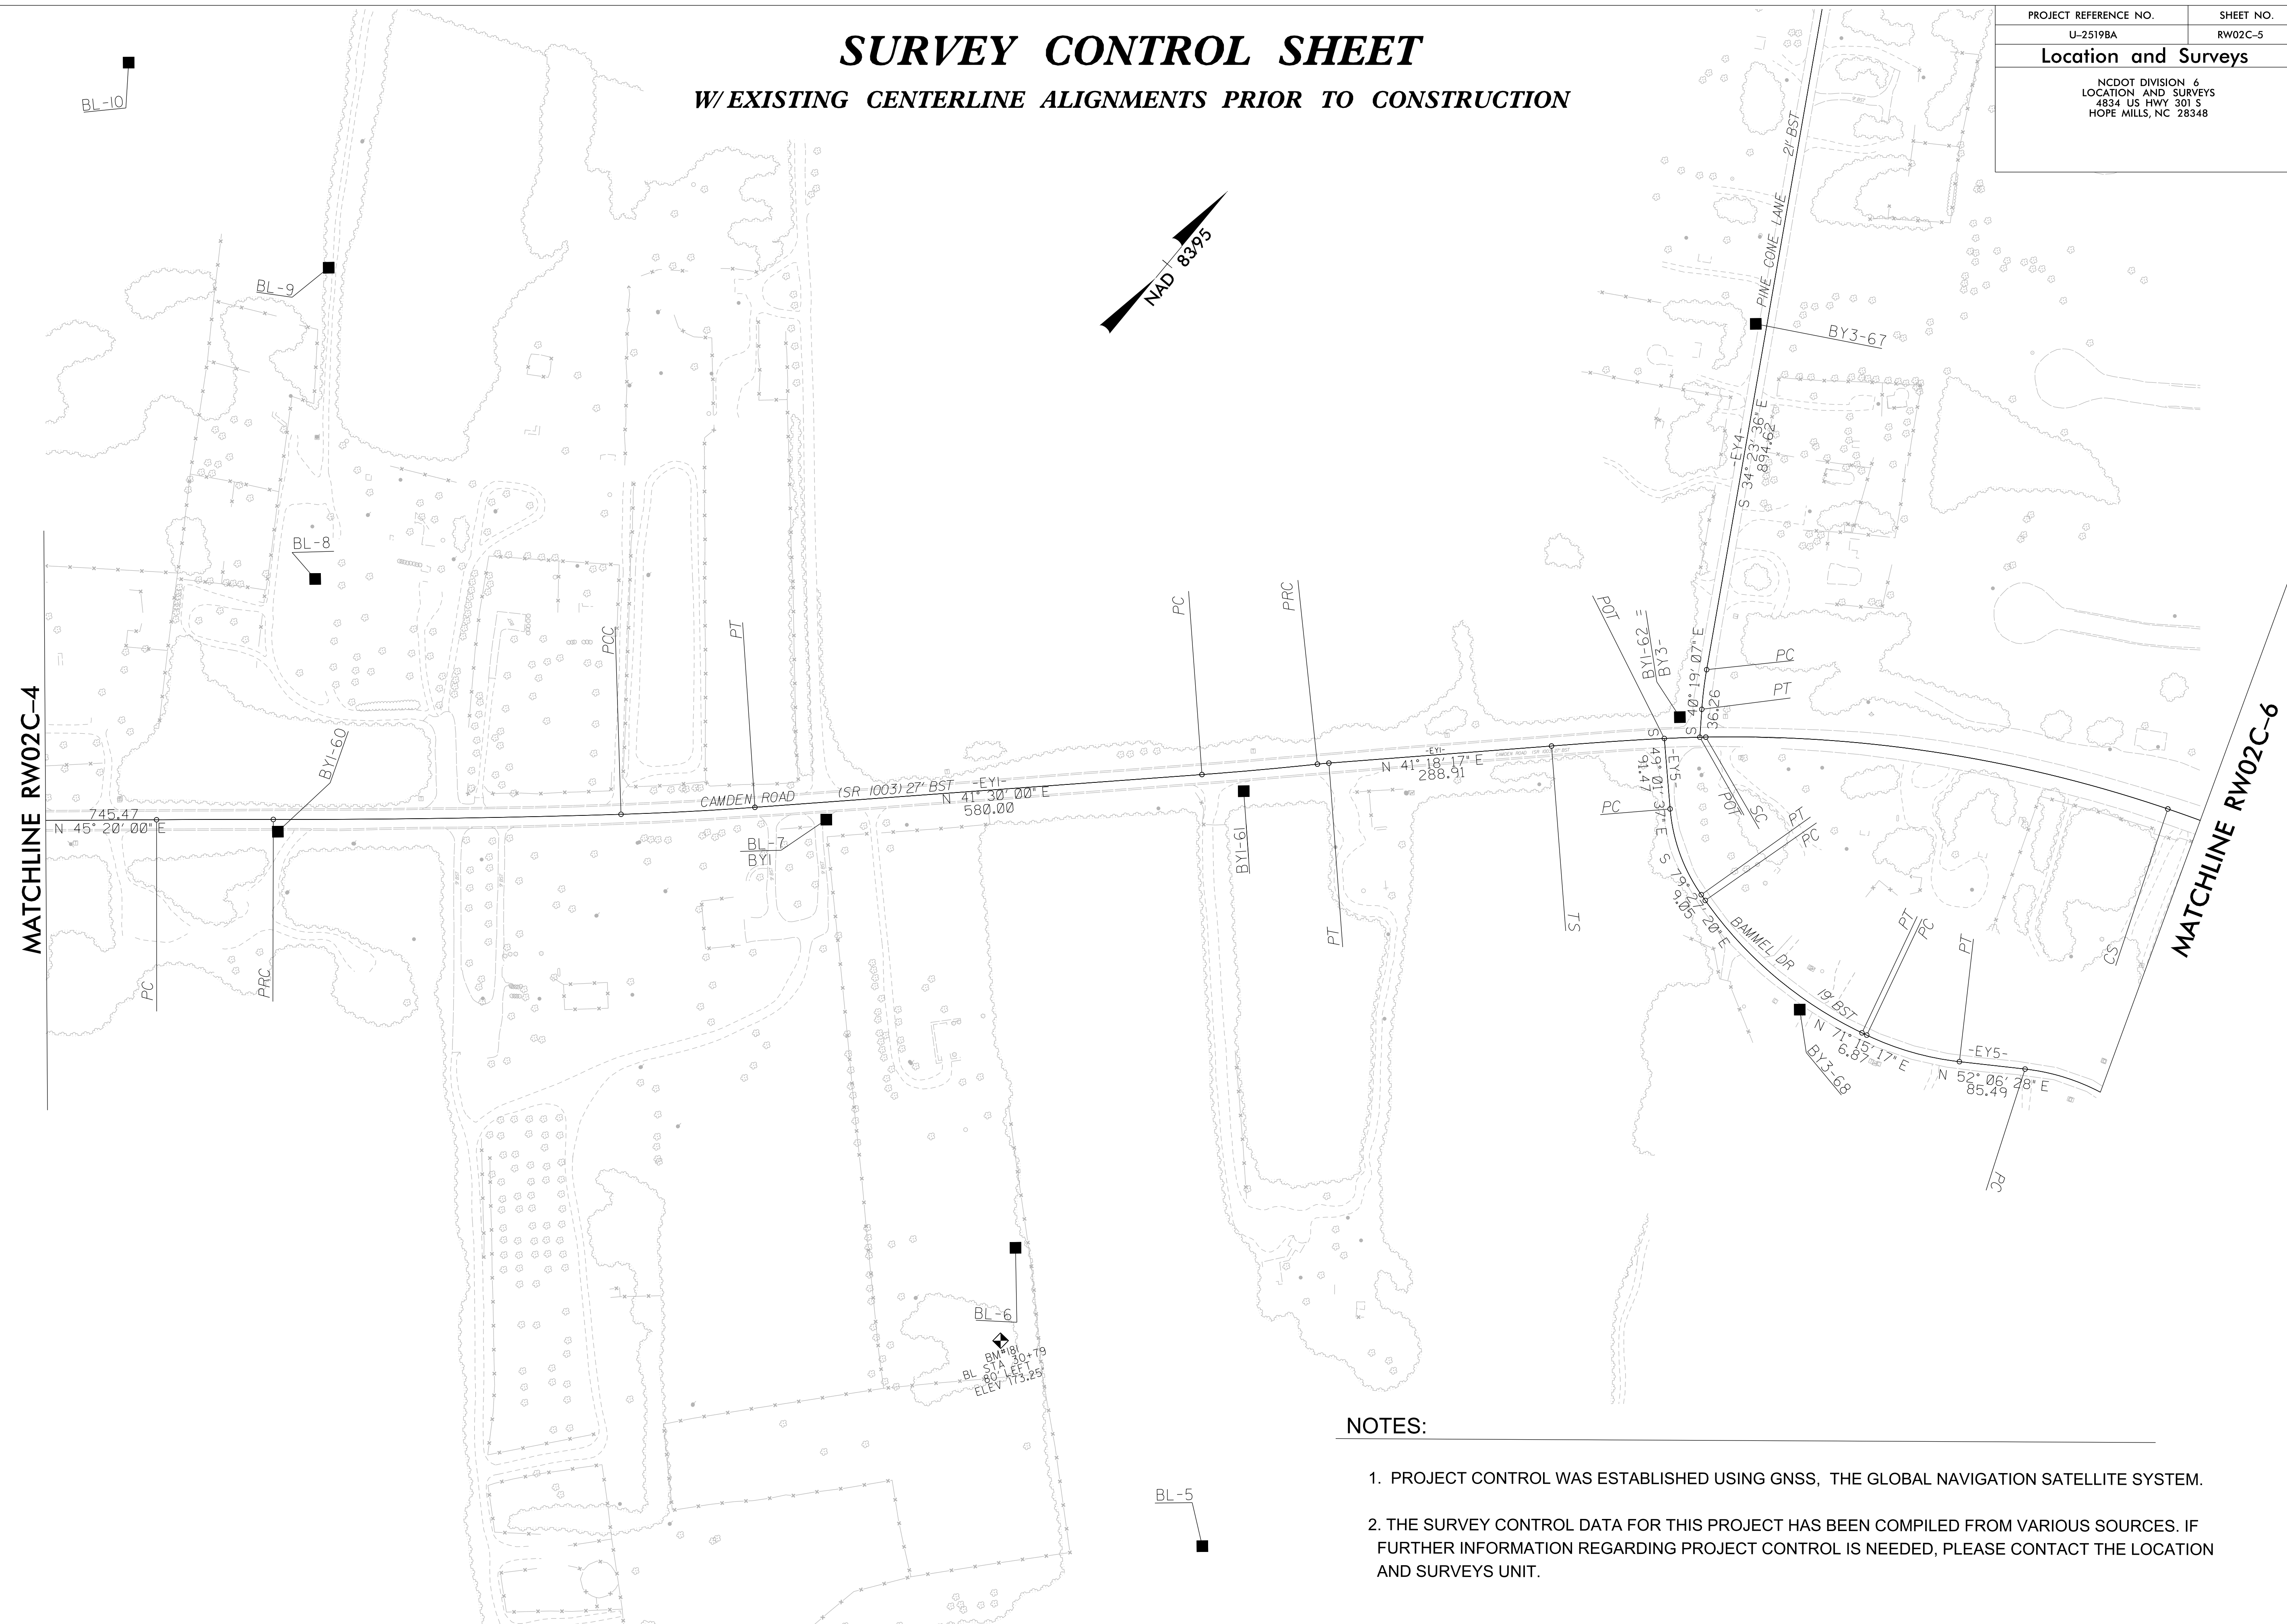 SURVEY CONTROL SHEET
W/ EXISTING CENTERLINE ALIGNMENTS PRIOR TO CONSTRUCTION
PROJECT REFERENCE NO.
SHEET NO.
U-2519BA
RW02C-5
Location and Surveys
NCDOT DIVISION 6
LOCATION AND SURVEYS
4834 US HWY 301 S
HOPE MILLS, NC 28348
BL-10
BL-9
BL-8
NAD 83/95
21' BST
PINE CONE LANE
BY3-67
-EY4-
S 34° 23' 36" E
894.62
MATCHLINE RW02C-4
745.47
N 45° 20' 00" E
PC
PRC
BY1-60
PCC
PT
CAMDEN ROAD
(SR 1003) 27' BST
-EY1-
N 41° 30' 00" E
580.00
BL-7
BY1
PC
PRC
BY1-61
PT
-EY1-
N 41° 18' 17" E
288.91
TS
POT
BY1-62 =
BY3-
S 40° 19' 07" E
36.26
PC
PT
S 49° 01' 37" E
91.47
-EY5-
PC
POT
SC
PT
PC
S 79° 27' 20" E
9.05
BAMMEL DR
19' BST
N 71° 15' 17" E
6.87
BY3-68
PT
PC
PT
-EY5-
N 52° 06' 28" E
85.49
PC
CS
MATCHLINE RW02C-6
BL-6
BM#181
BL STA 30+79
80' LEFT
ELEV 173.25'
BL-5
NOTES:
1. PROJECT CONTROL WAS ESTABLISHED USING GNSS, THE GLOBAL NAVIGATION SATELLITE SYSTEM.
2. THE SURVEY CONTROL DATA FOR THIS PROJECT HAS BEEN COMPILED FROM VARIOUS SOURCES. IF
FURTHER INFORMATION REGARDING PROJECT CONTROL IS NEEDED, PLEASE CONTACT THE LOCATION
AND SURVEYS UNIT.